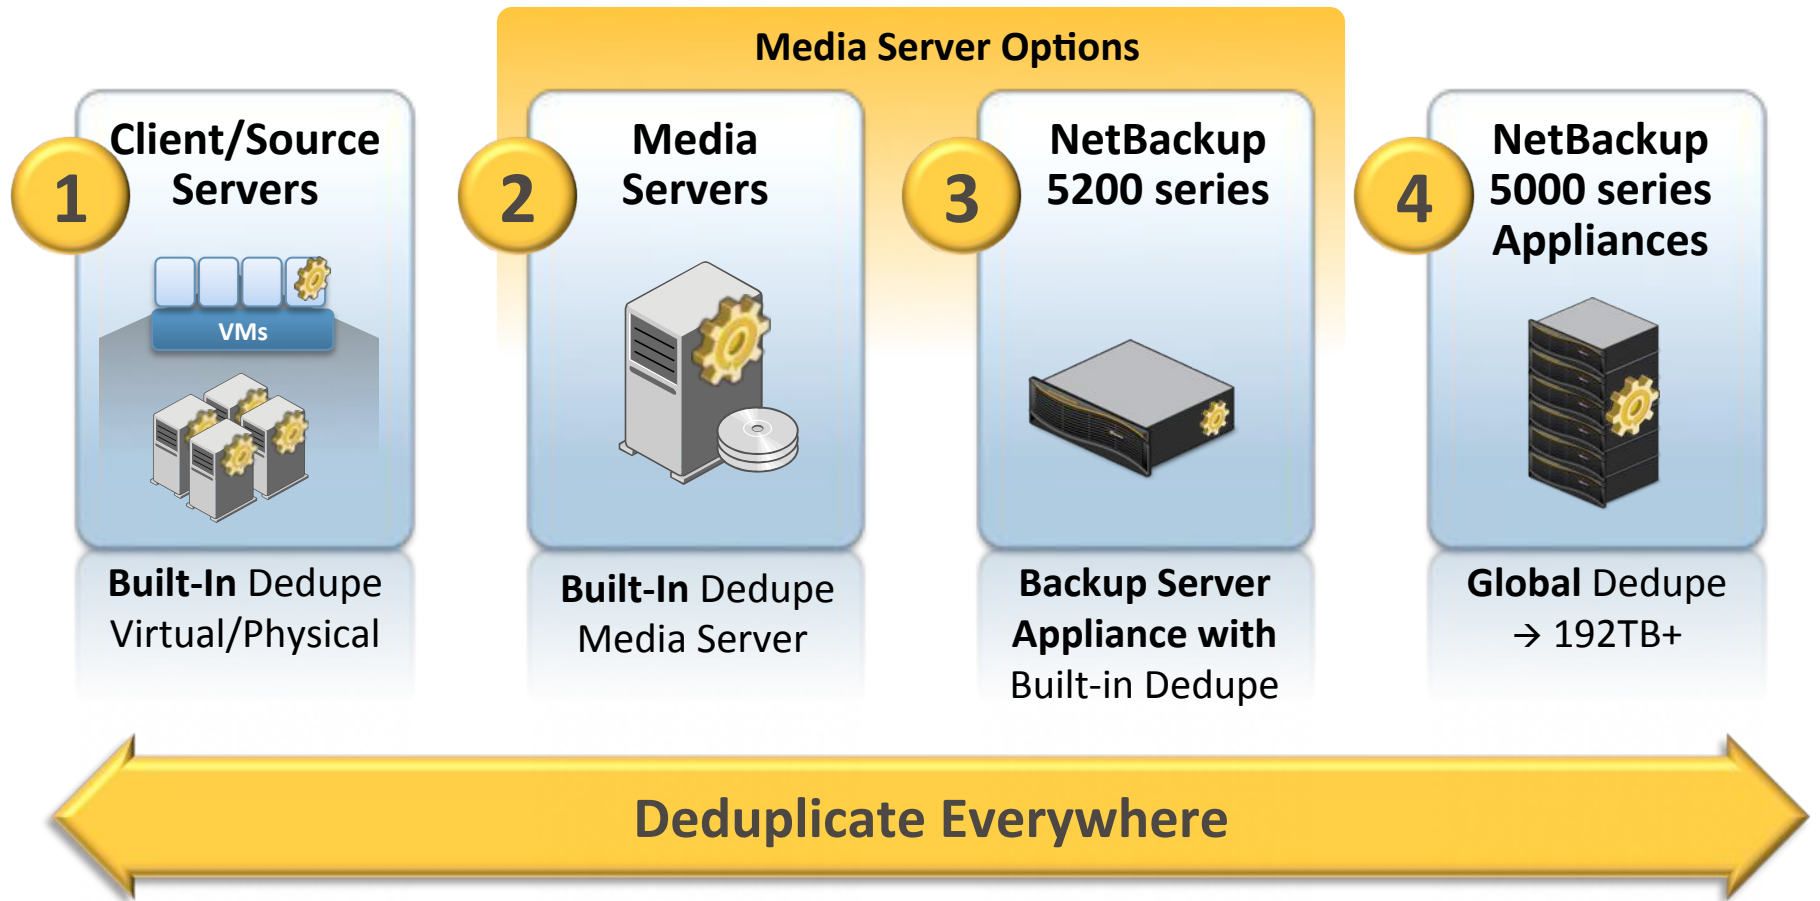 Media Server Options
1
Client/Source
Servers
VMs
Built-In Dedupe
Virtual/Physical
2
Media
Servers
Built-In Dedupe
Media Server
3
NetBackup
5200 series
Backup Server
Appliance with
Built-in Dedupe
4
NetBackup
5000 series
Appliances
Global Dedupe
→ 192TB+
Deduplicate Everywhere